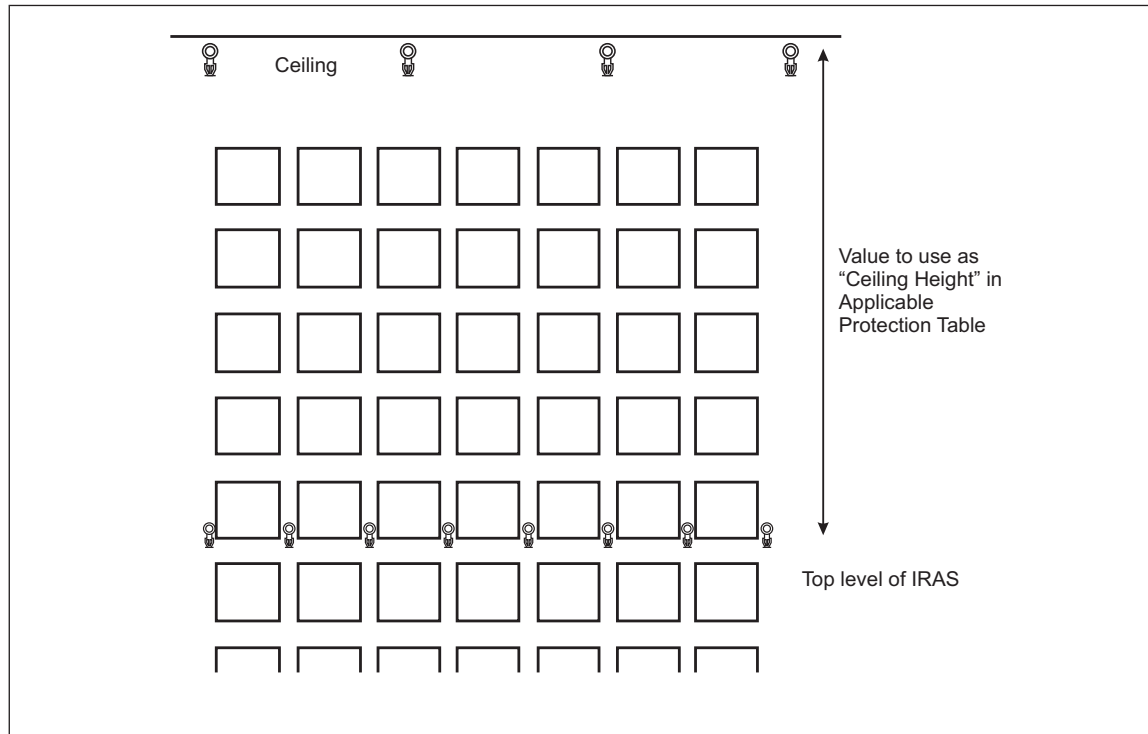 Ceiling
Value to use as
“Ceiling Height” in
Applicable
Protection Table
Top level of IRAS